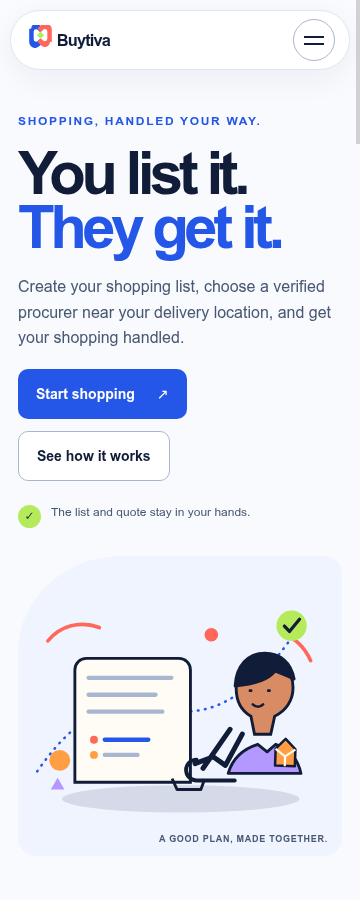 Buytiva
SHOPPING, HANDLED YOUR WAY.
You list it.
They get it.
Create your shopping list, choose a verified
procurer near your delivery location, and get
your shopping handled.
Start shopping ↗
See how it works
✓ The list and quote stay in your hands.
A GOOD PLAN, MADE TOGETHER.